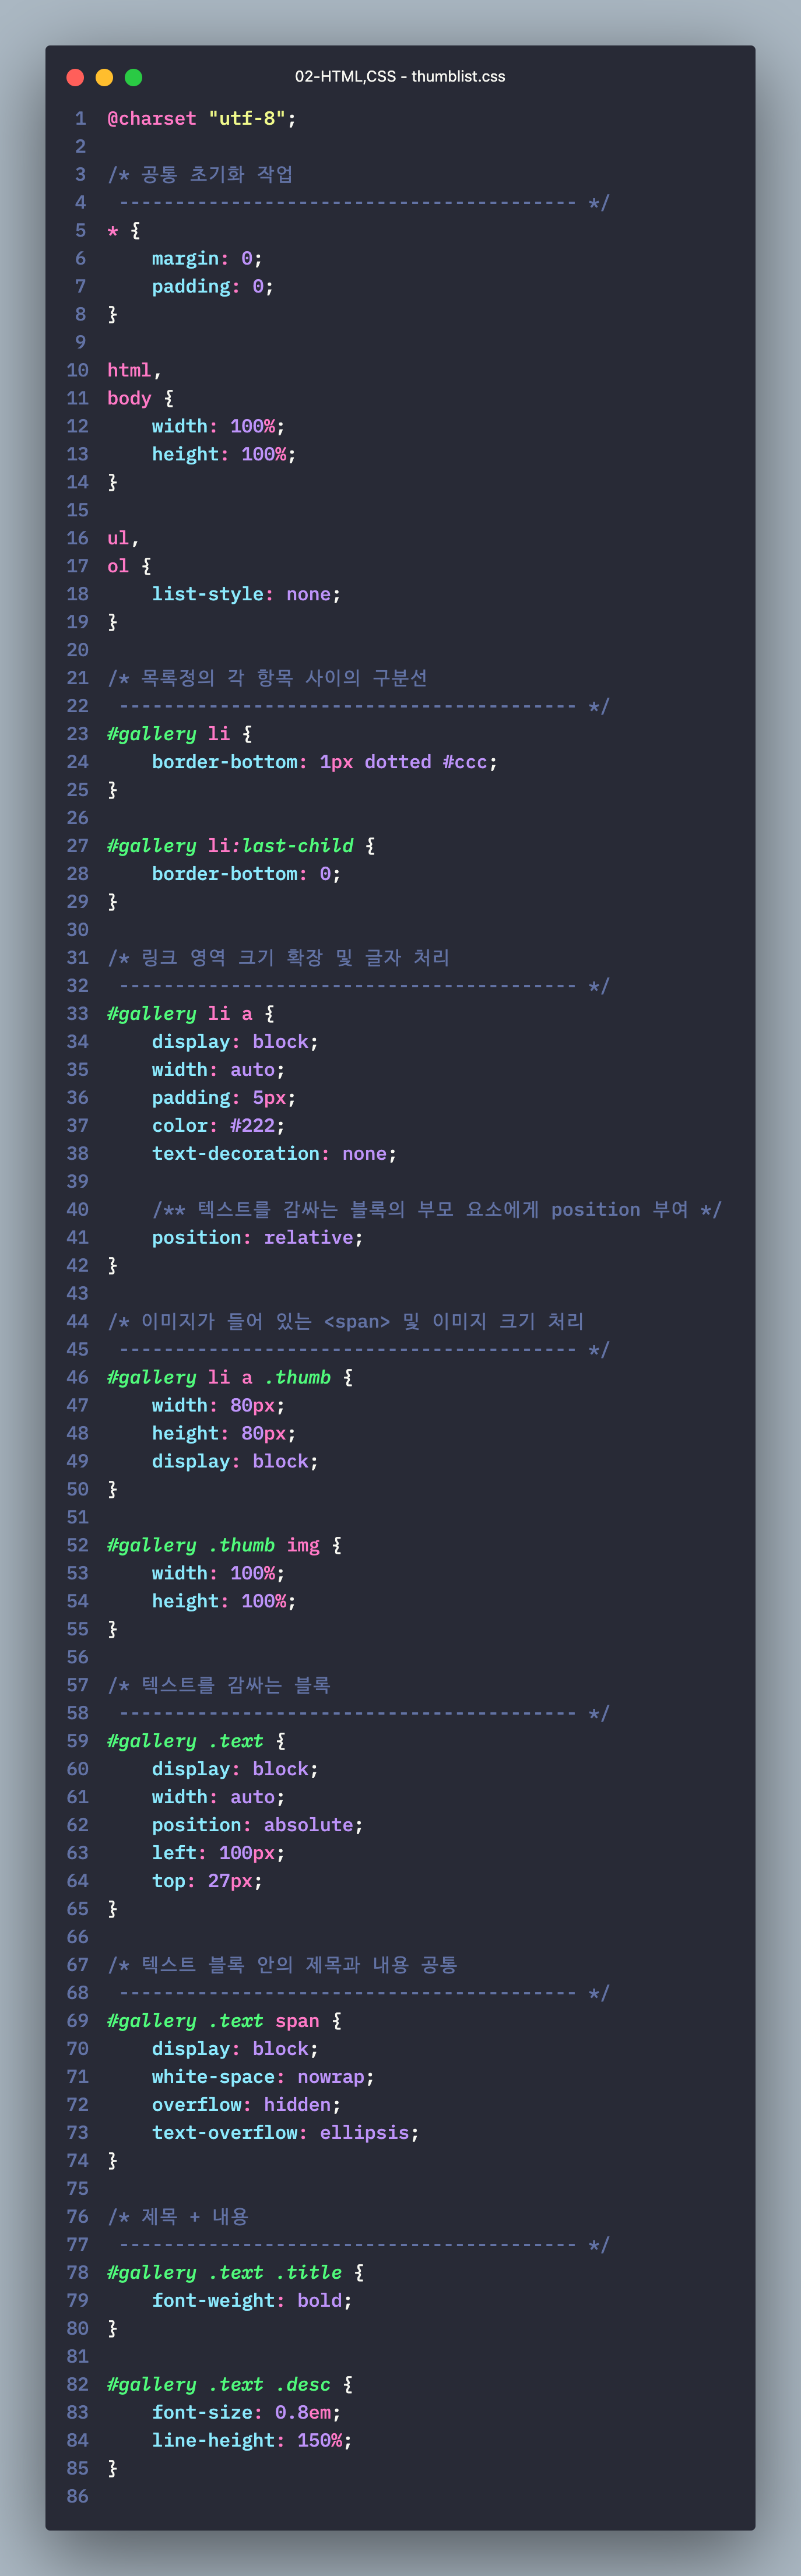 02-HTML,CSS - thumblist.css
1 @charset "utf-8";
2
3 /* 공통 초기화 작업
4  ----------------------------------------- */
5 * {
6     margin: 0;
7     padding: 0;
8 }
9
10 html,
11 body {
12     width: 100%;
13     height: 100%;
14 }
15
16 ul,
17 ol {
18     list-style: none;
19 }
20
21 /* 목록정의 각 항목 사이의 구분선
22  ----------------------------------------- */
23 #gallery li {
24     border-bottom: 1px dotted #ccc;
25 }
26
27 #gallery li:last-child {
28     border-bottom: 0;
29 }
30
31 /* 링크 영역 크기 확장 및 글자 처리
32  ----------------------------------------- */
33 #gallery li a {
34     display: block;
35     width: auto;
36     padding: 5px;
37     color: #222;
38     text-decoration: none;
39
40     /** 텍스트를 감싸는 블록의 부모 요소에게 position 부여 */
41     position: relative;
42 }
43
44 /* 이미지가 들어 있는 <span> 및 이미지 크기 처리
45  ----------------------------------------- */
46 #gallery li a .thumb {
47     width: 80px;
48     height: 80px;
49     display: block;
50 }
51
52 #gallery .thumb img {
53     width: 100%;
54     height: 100%;
55 }
56
57 /* 텍스트를 감싸는 블록
58  ----------------------------------------- */
59 #gallery .text {
60     display: block;
61     width: auto;
62     position: absolute;
63     left: 100px;
64     top: 27px;
65 }
66
67 /* 텍스트 블록 안의 제목과 내용 공통
68  ----------------------------------------- */
69 #gallery .text span {
70     display: block;
71     white-space: nowrap;
72     overflow: hidden;
73     text-overflow: ellipsis;
74 }
75
76 /* 제목 + 내용
77  ----------------------------------------- */
78 #gallery .text .title {
79     font-weight: bold;
80 }
81
82 #gallery .text .desc {
83     font-size: 0.8em;
84     line-height: 150%;
85 }
86